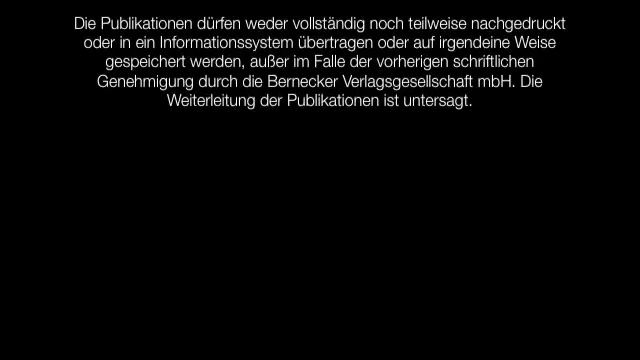 Die Publikationen dürfen weder vollständig noch teilweise nachgedruckt
oder in ein Informationssystem übertragen oder auf irgendeine Weise
gespeichert werden, außer im Falle der vorherigen schriftlichen
Genehmigung durch die Bernecker Verlagsgesellschaft mbH. Die
Weiterleitung der Publikationen ist untersagt.